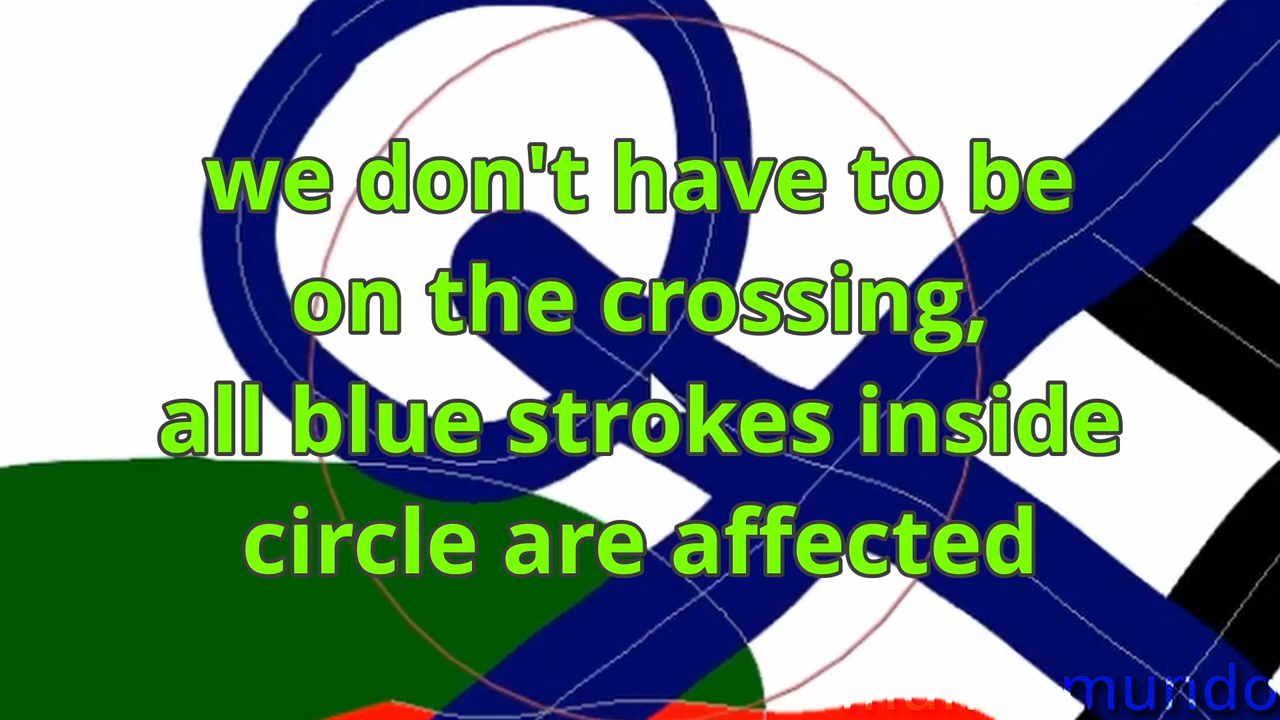 we don't have to be
on the crossing,
all blue strokes inside
circle are affected
mundo